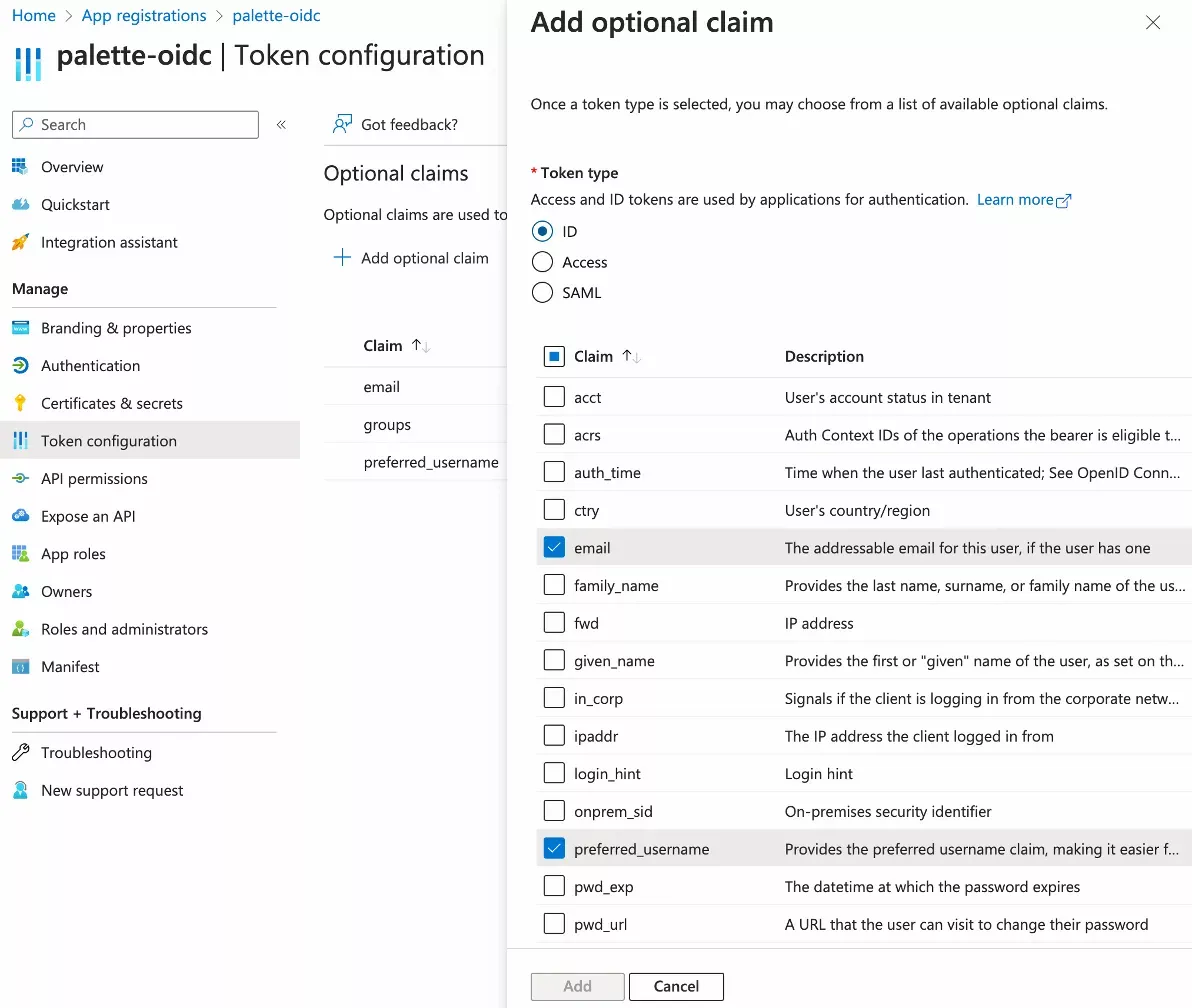 Home > App registrations > palette-oidc
palette-oidc | Token configuration
Search
«
Overview
Quickstart
Integration assistant
Manage
Branding & properties
Authentication
Certificates & secrets
Token configuration
API permissions
Expose an API
App roles
Owners
Roles and administrators
Manifest
Support + Troubleshooting
Troubleshooting
New support request
Got feedback?
Optional claims
Optional claims are used to
Add optional claim
Claim ↑↓
email
groups
preferred_username
Add optional claim
Once a token type is selected, you may choose from a list of available optional claims.
* Token type
Access and ID tokens are used by applications for authentication. Learn more
ID
Access
SAML
Claim ↑↓ Description
acct User's account status in tenant
acrs Auth Context IDs of the operations the bearer is eligible t...
auth_time Time when the user last authenticated; See OpenID Conn...
ctry User's country/region
email The addressable email for this user, if the user has one
family_name Provides the last name, surname, or family name of the us...
fwd IP address
given_name Provides the first or "given" name of the user, as set on th...
in_corp Signals if the client is logging in from the corporate netw...
ipaddr The IP address the client logged in from
login_hint Login hint
onprem_sid On-premises security identifier
preferred_username Provides the preferred username claim, making it easier f...
pwd_exp The datetime at which the password expires
pwd_url A URL that the user can visit to change their password
Add Cancel